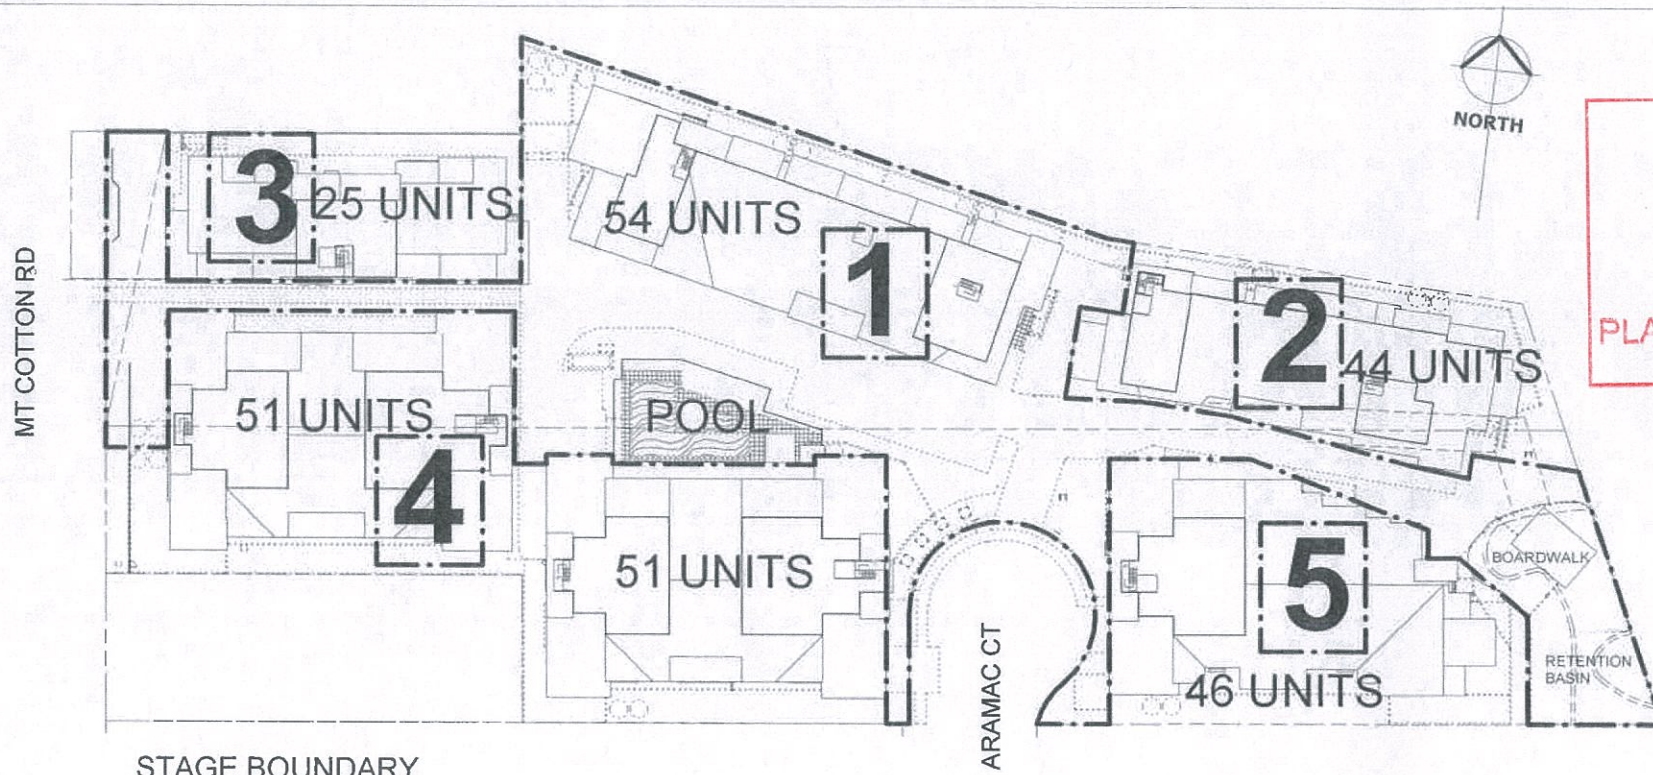 NORTH
3
25 UNITS
54 UNITS
1
2
44 UNITS
PLA
MT COTTON RD
51 UNITS
4
POOL
51 UNITS
5
46 UNITS
BOARDWALK
RETENTION
BASIN
ARAMAC CT
STAGE BOUNDARY